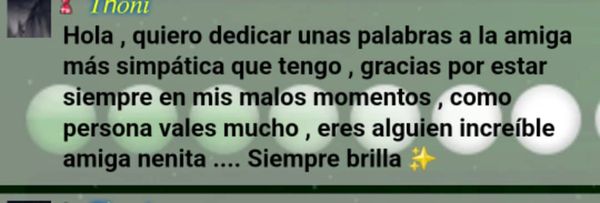 Thoni
Hola , quiero dedicar unas palabras a la amiga
más simpática que tengo , gracias por estar
siempre en mis malos momentos , como
persona vales mucho , eres alguien increíble
amiga nenita .... Siempre brilla ✨